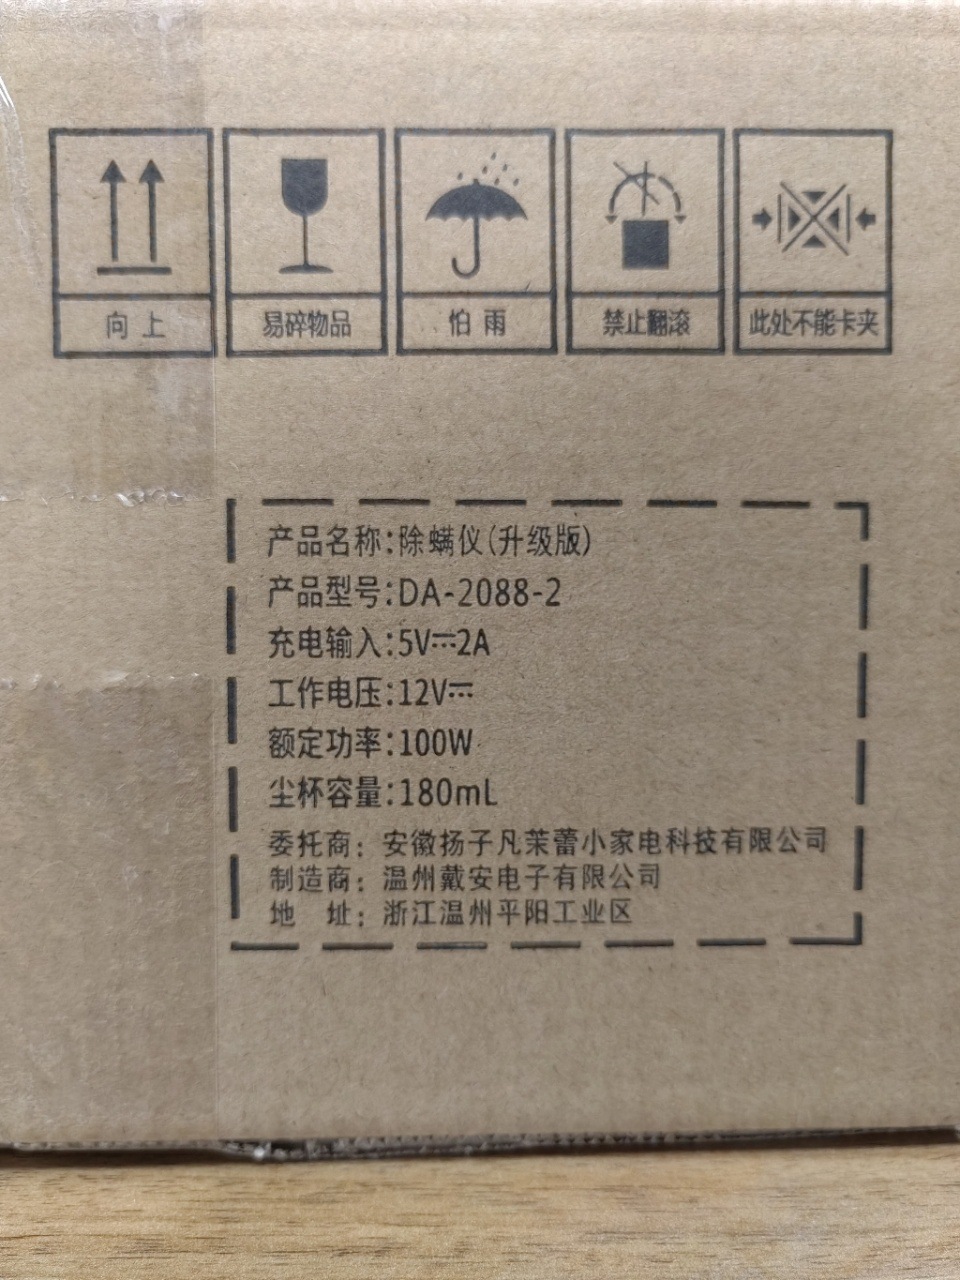 向上
易碎物品
怕雨
禁止翻滚
此处不能卡夹
产品名称:除螨仪(升级版)
产品型号:DA-2088-2
充电输入:5V⎓2A
工作电压:12V⎓
额定功率:100W
尘杯容量:180mL
委托商：安徽扬子凡茉蕾小家电科技有限公司
制造商：温州戴安电子有限公司
地　址：浙江温州平阳工业区